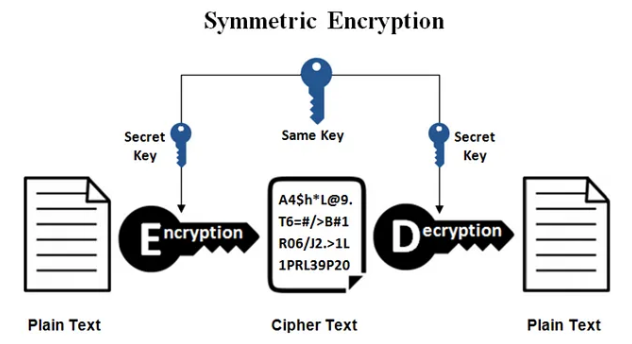 Symmetric Encryption
Secret
Key
Same Key
Secret
Key
Encryption
A4$h*L@9.
T6=#/>B#1
R06/J2.>1L
1PRL39P20
Decryption
Plain Text
Cipher Text
Plain Text